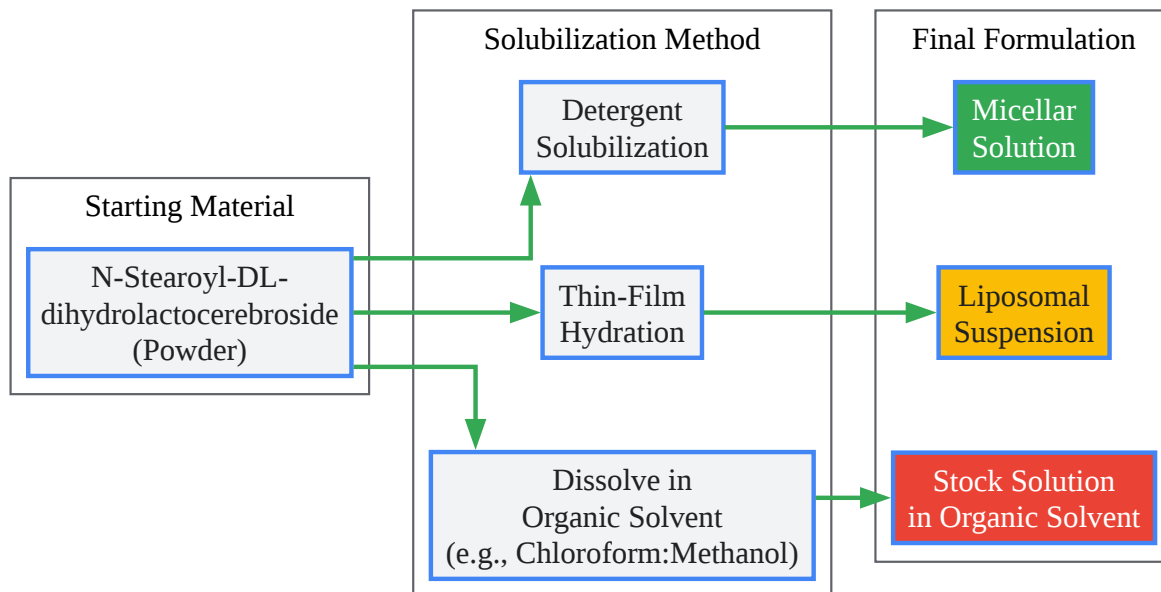 Starting Material
N-Stearoyl-DL-
dihydrolactocerebroside
(Powder)
Solubilization Method
Detergent
Solubilization
Thin-Film
Hydration
Dissolve in
Organic Solvent
(e.g., Chloroform:Methanol)
Final Formulation
Micellar
Solution
Liposomal
Suspension
Stock Solution
in Organic Solvent